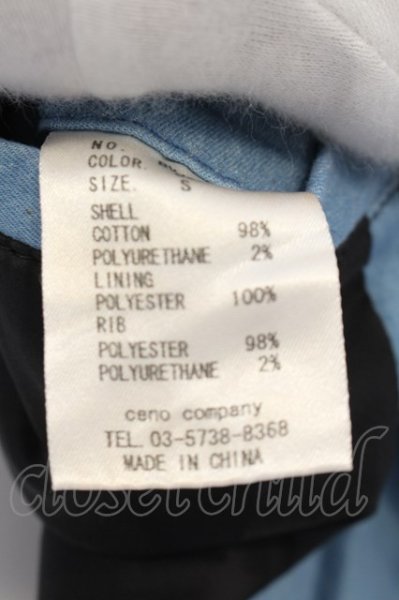 NO.
COLOR.
SIZE. S
SHELL
COTTON 98%
POLYURETHANE 2%
LINING
POLYESTER 100%
RIB
POLYESTER 98%
POLYURETHANE 2%
ceno company
TEL. 03-5738-8368
MADE IN CHINA
closet child